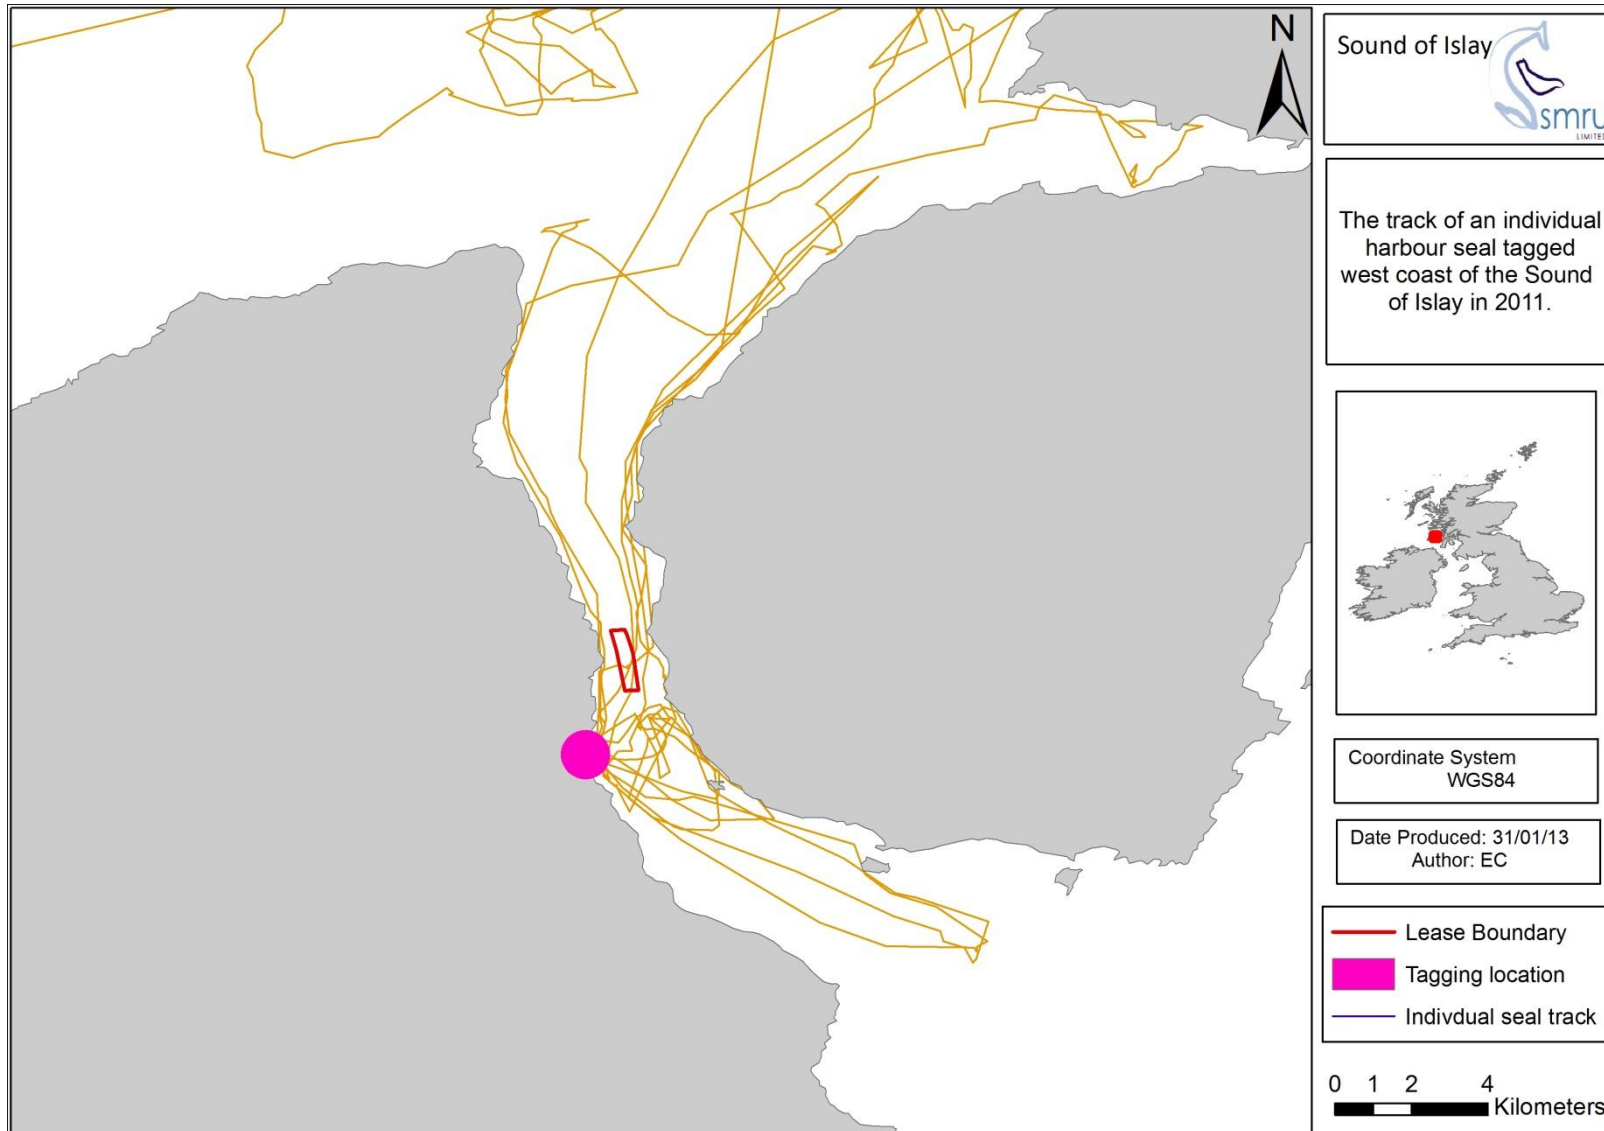 N
Sound of Islay
smru
LIMITED
The track of an individual
harbour seal tagged
west coast of the Sound
of Islay in 2011.
Coordinate System
WGS84
Date Produced: 31/01/13
Author: EC
Lease Boundary
Tagging location
Indivdual seal track
0 1 2 4
Kilometers